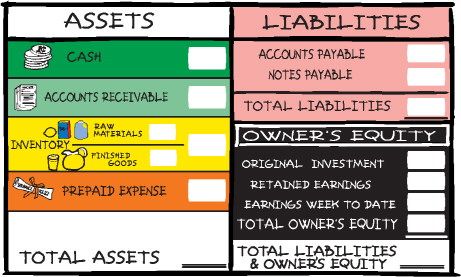 ASSETS
CASH
ACCOUNTS RECEIVABLE
RAW
MATERIALS
INVENTORY
FINISHED
GOODS
PREPAID EXPENSE
TOTAL ASSETS
LIABILITIES
ACCOUNTS PAYABLE
NOTES PAYABLE
TOTAL LIABILITIES
OWNER'S EQUITY
ORIGINAL INVESTMENT
RETAINED EARNINGS
EARNINGS WEEK TO DATE
TOTAL OWNER'S EQUITY
TOTAL LIABILITIES
& OWNER'S EQUITY